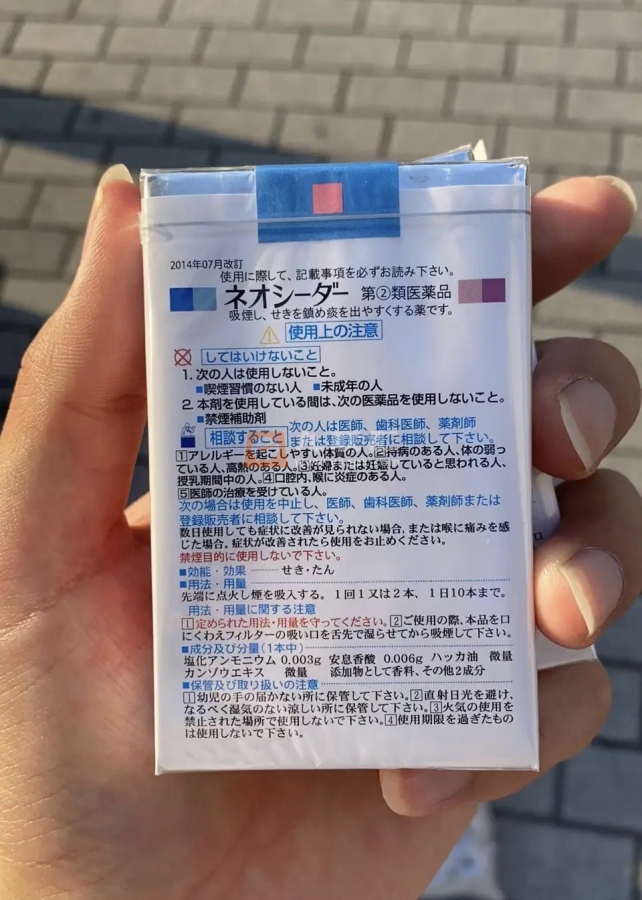 2014年07月改訂
使用に際して、記載事項を必ずお読み下さい。
ネオシーダー 第②類医薬品
吸煙し、せきを鎮め痰を出やすくする薬です。
使用上の注意
してはいけないこと
1. 次の人は使用しないこと。
■喫煙習慣のない人 ■未成年の人
2. 本剤を使用している間は、次の医薬品を使用しないこと。
■禁煙補助剤
相談すること 次の人は医師、歯科医師、薬剤師
または登録販売者に相談して下さい。
1アレルギーを起こしやすい体質の人。2持病のある人、体の弱っ
ている人、高熱のある人。3妊婦または妊娠していると思われる人、
授乳期間中の人。4口腔内、喉に炎症のある人。
5医師の治療を受けている人。
次の場合は使用を中止し、医師、歯科医師、薬剤師または
登録販売者に相談して下さい。
数日使用しても症状に改善が見られない場合、または喉に痛みを感
じた場合。症状が改善されたら使用をお止めください。
禁煙目的に使用しないで下さい。
■効能・効果 せき・たん
■用法・用量
先端に点火し煙を吸入する。1回1又は2本、1日10本まで。
用法・用量に関する注意
1定められた用法・用量を守ってください。2ご使用の際、本品を口
にくわえフィルターの吸い口を舌先で湿らせてから吸煙して下さい。
■成分及び分量(1本中)
塩化アンモニウム 0.003g 安息香酸 0.006g ハッカ油 微量
カンゾウエキス 微量 添加物として香料、その他2成分
■保管及び取り扱いの注意
1幼児の手の届かない所に保管して下さい。2直射日光を避け、
なるべく湿気のない涼しい所に保管して下さい。3火気の使用を
禁止された場所で使用しないで下さい。4使用期限を過ぎたもの
は使用しないで下さい。